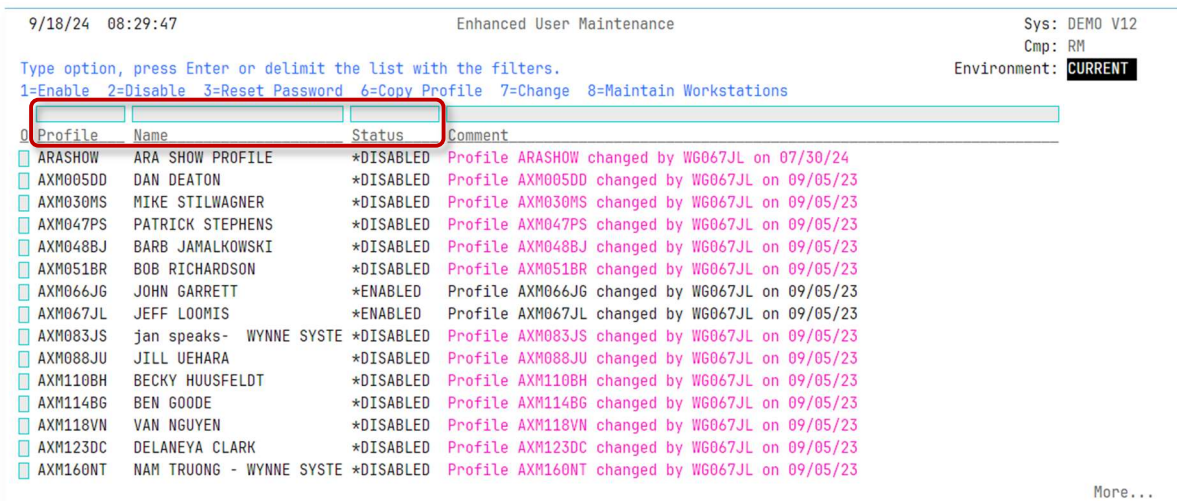 9/18/24 08:29:47 Enhanced User Maintenance Sys: DEMO V12
Cmp: RM
Type option, press Enter or delimit the list with the filters. Environment: CURRENT
1=Enable 2=Disable 3=Reset Password 6=Copy Profile 7=Change 8=Maintain Workstations
O Profile Name Status Comment
ARASHOW ARA SHOW PROFILE *DISABLED Profile ARASHOW changed by WG067JL on 07/30/24
AXM005DD DAN DEATON *DISABLED Profile AXM005DD changed by WG067JL on 09/05/23
AXM030MS MIKE STILWAGNER *DISABLED Profile AXM030MS changed by WG067JL on 09/05/23
AXM047PS PATRICK STEPHENS *DISABLED Profile AXM047PS changed by WG067JL on 09/05/23
AXM048BJ BARB JAMALKOWSKI *DISABLED Profile AXM048BJ changed by WG067JL on 09/05/23
AXM051BR BOB RICHARDSON *DISABLED Profile AXM051BR changed by WG067JL on 09/05/23
AXM066JG JOHN GARRETT *ENABLED Profile AXM066JG changed by WG067JL on 09/05/23
AXM067JL JEFF LOOMIS *ENABLED Profile AXM067JL changed by WG067JL on 09/05/23
AXM083JS jan speaks- WYNNE SYSTE *DISABLED Profile AXM083JS changed by WG067JL on 09/05/23
AXM088JU JILL UEHARA *DISABLED Profile AXM088JU changed by WG067JL on 09/05/23
AXM110BH BECKY HUUSFELDT *DISABLED Profile AXM110BH changed by WG067JL on 09/05/23
AXM114BG BEN GOODE *DISABLED Profile AXM114BG changed by WG067JL on 09/05/23
AXM118VN VAN NGUYEN *DISABLED Profile AXM118VN changed by WG067JL on 09/05/23
AXM123DC DELANEYA CLARK *DISABLED Profile AXM123DC changed by WG067JL on 09/05/23
AXM160NT NAM TRUONG - WYNNE SYSTE *DISABLED Profile AXM160NT changed by WG067JL on 09/05/23
More...